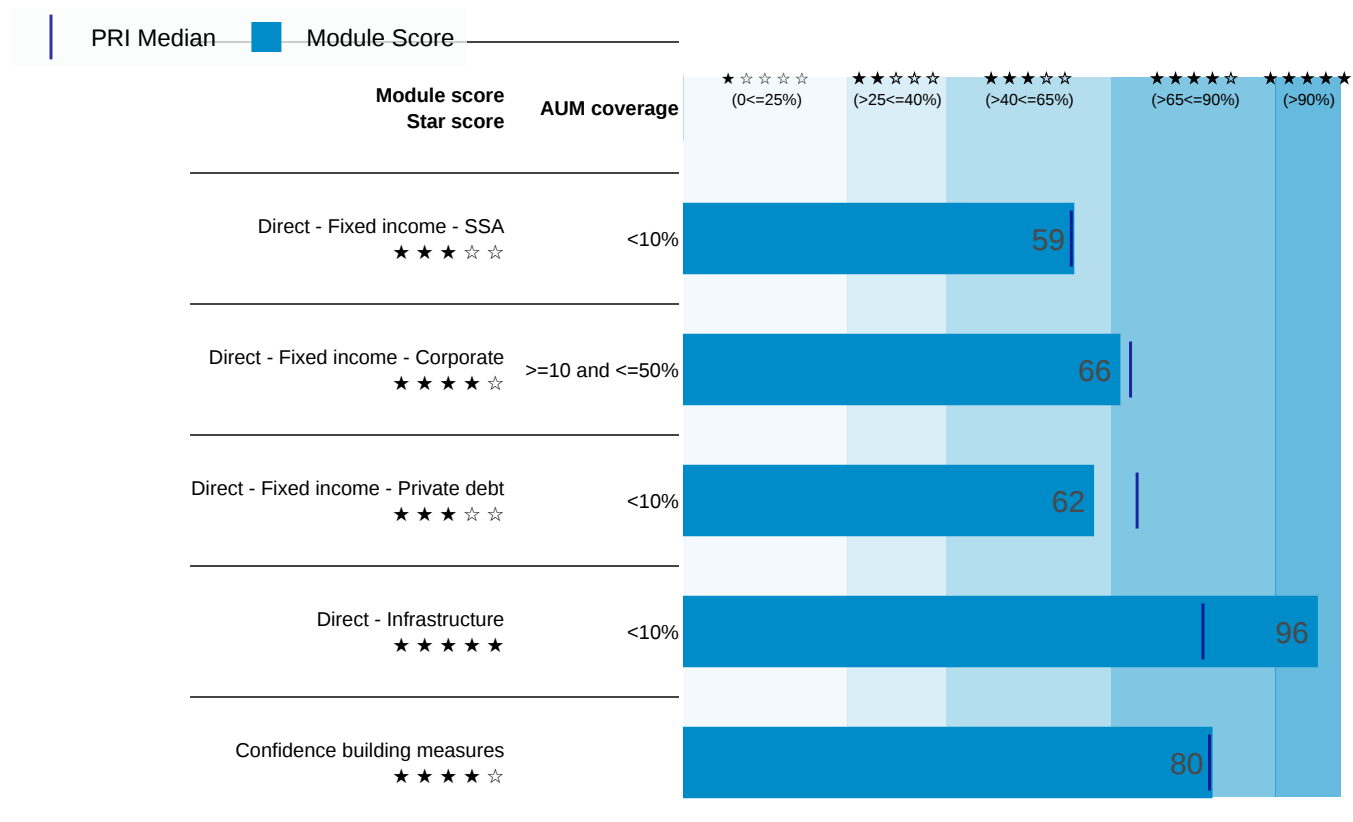 PRI Median Module Score
★☆☆☆☆ ★★☆☆☆ ★★★☆☆ ★★★★☆ ★★★★★
(0<=25%) (>25<=40%) (>40<=65%) (>65<=90%) (>90%)
Module score
Star score
AUM coverage
Direct - Fixed income - SSA
★★★☆☆
<10%
59
Direct - Fixed income - Corporate
★★★★☆
>=10 and <=50%
66
Direct - Fixed income - Private debt
★★★☆☆
<10%
62
Direct - Infrastructure
★★★★★
<10%
96
Confidence building measures
★★★★☆
80